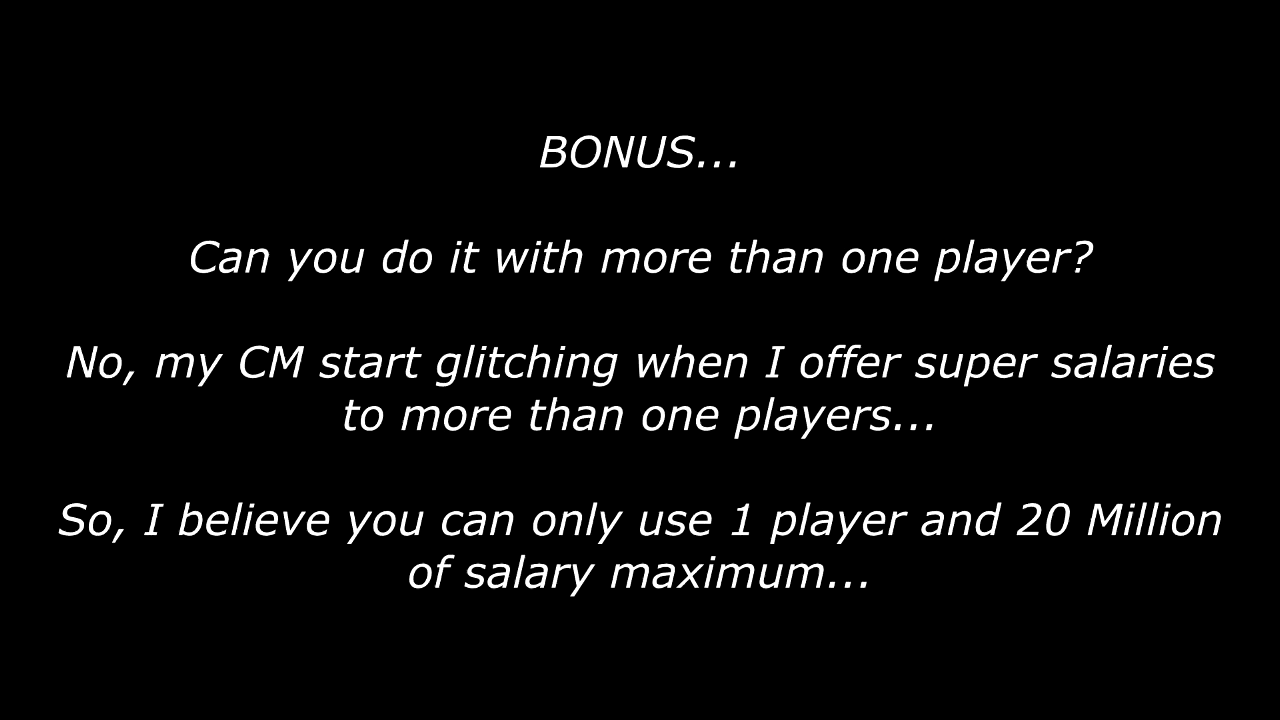 BONUS...
Can you do it with more than one player?
No, my CM start glitching when I offer super salaries
to more than one players...
So, I believe you can only use 1 player and 20 Million
of salary maximum...